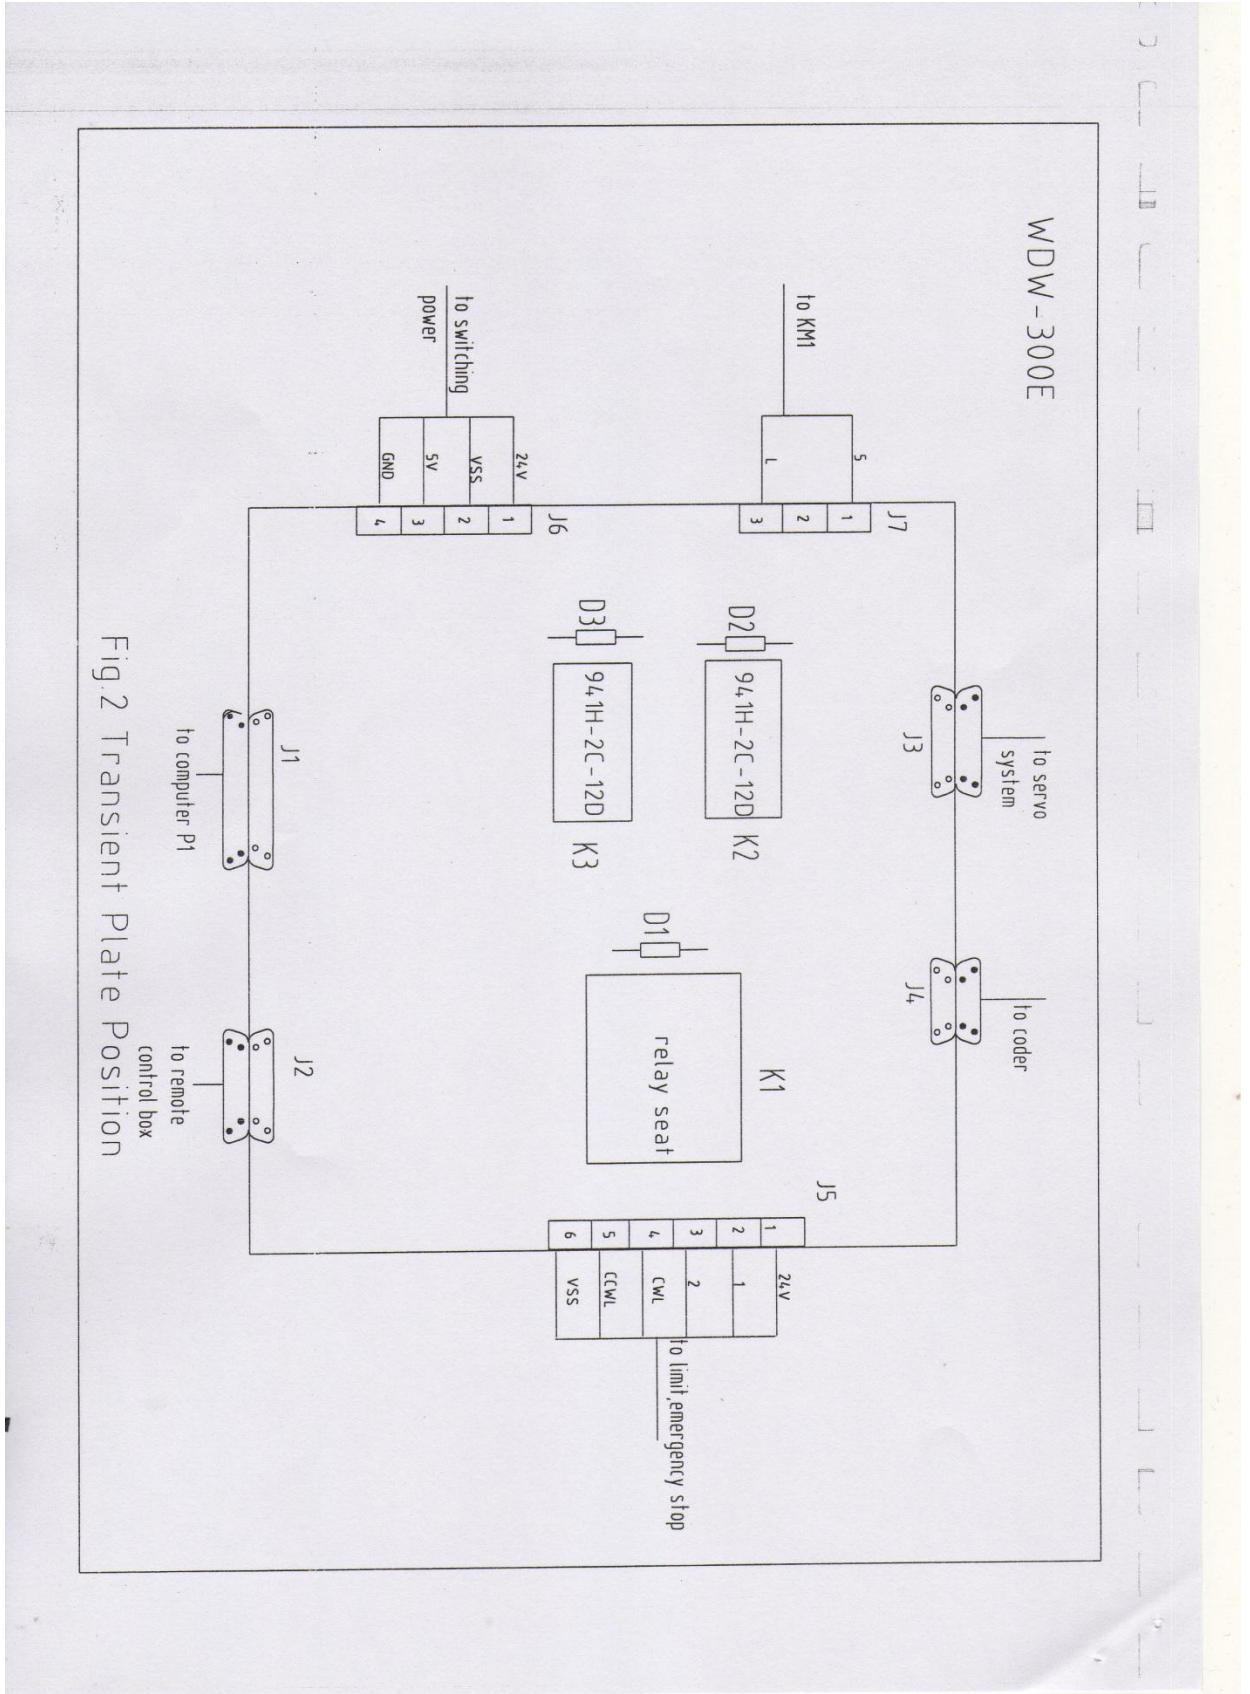 WDW-300E
to servo
system
to coder
J3
J4
to KM1
5
L
J7
1
2
3
D2
941H-2C-12D
K2
D3
941H-2C-12D
K3
D1
K1
relay seat
J5
1
2
3
4
5
6
24V
1
2
CWL
CCWL
VSS
to limit,emergency stop
to switching
power
24V
VSS
5V
GND
J6
1
2
3
4
J1
to computer P1
J2
to remote
control box
Fig.2 Transient Plate Position